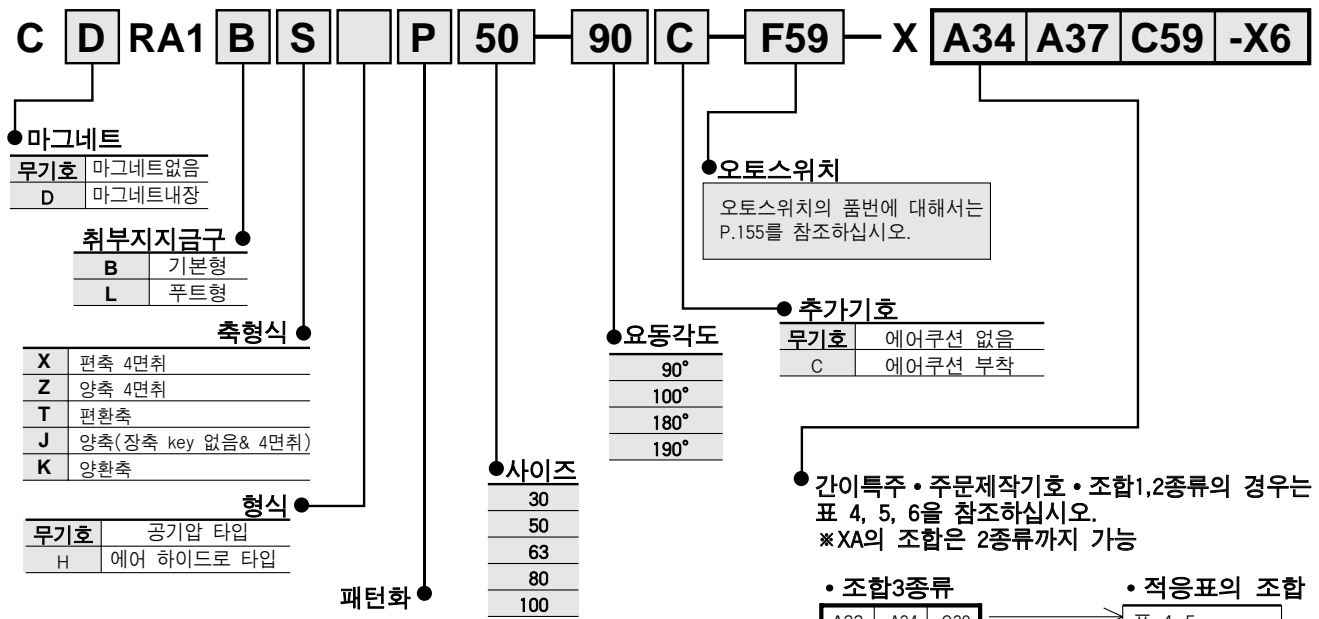 C D RA1 B S P 50 — 90 C — F59 — X A34 A37 C59 -X6
● 마그네트
무기호 마그네트없음
D 마그네트내장
취부지지금구 ●
B 기본형
L 푸트형
축형식 ●
X 편축 4면취
Z 양축 4면취
T 편환축
J 양축(장축 key 없음& 4면취)
K 양환축
형식 ●
무기호 공기압 타입
H 에어 하이드로 타입
패턴화 ●
●사이즈
30
50
63
80
100
●요동각도
90°
100°
180°
190°
●오토스위치
오토스위치의 품번에 대해서는
P.155를 참조하십시오.
● 추가기호
무기호 에어쿠션 없음
C 에어쿠션 부착
● 간이특주 • 주문제작기호 • 조합1,2종류의 경우는
표 4, 5, 6을 참조하십시오.
※XA의 조합은 2종류까지 가능
• 조합3종류
• 적응표의 조합